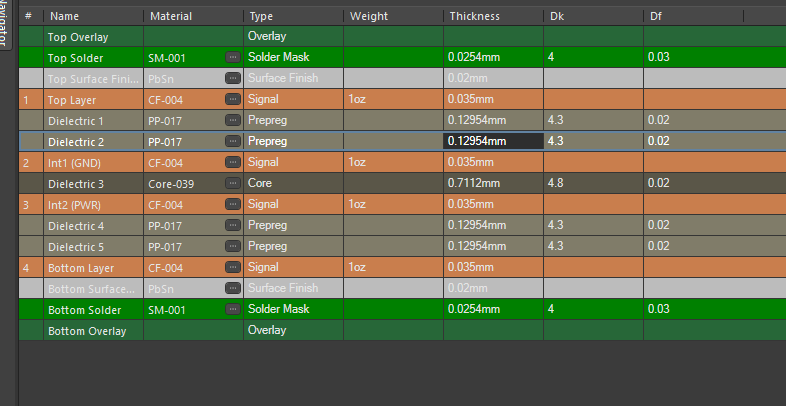 Navigator
# Name Material Type Weight Thickness Dk Df
Top Overlay Overlay
Top Solder SM-001 Solder Mask 0.0254mm 4 0.03
Top Surface Fini... PbSn Surface Finish 0.02mm
1 Top Layer CF-004 Signal 1oz 0.035mm
Dielectric 1 PP-017 Prepreg 0.12954mm 4.3 0.02
Dielectric 2 PP-017 Prepreg 0.12954mm 4.3 0.02
2 Int1 (GND) CF-004 Signal 1oz 0.035mm
Dielectric 3 Core-039 Core 0.7112mm 4.8 0.02
3 Int2 (PWR) CF-004 Signal 1oz 0.035mm
Dielectric 4 PP-017 Prepreg 0.12954mm 4.3 0.02
Dielectric 5 PP-017 Prepreg 0.12954mm 4.3 0.02
4 Bottom Layer CF-004 Signal 1oz 0.035mm
Bottom Surface... PbSn Surface Finish 0.02mm
Bottom Solder SM-001 Solder Mask 0.0254mm 4 0.03
Bottom Overlay Overlay